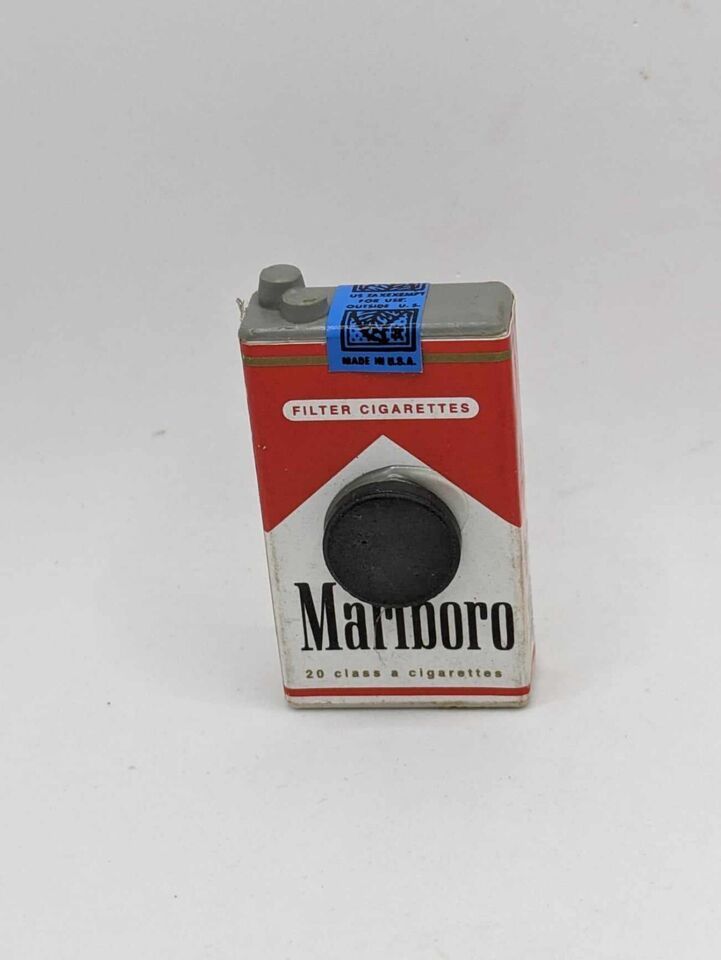 US TAX EXEMPT
FOR USE
OUTSIDE U. S.
MADE IN U.S.A.
FILTER CIGARETTES
Marlboro
20 class a cigarettes